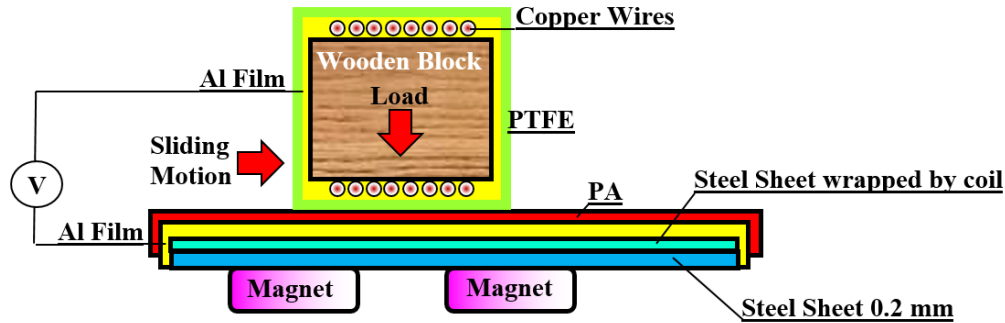 Copper Wires
Wooden Block
Al Film
Load
PTFE
Sliding
Motion
V
Steel Sheet wrapped by coil
PA
Al Film
Magnet
Magnet
Steel Sheet 0.2 mm